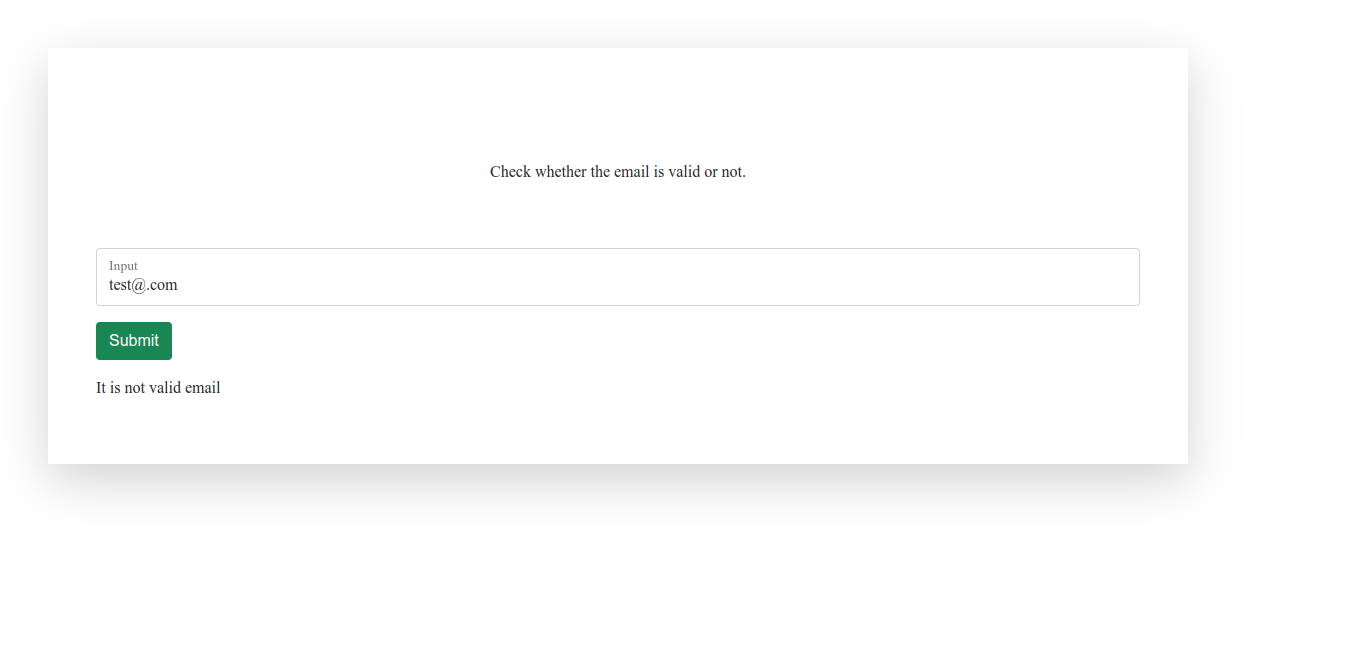 Check whether the email is valid or not.
Input
test@.com
Submit
It is not valid email